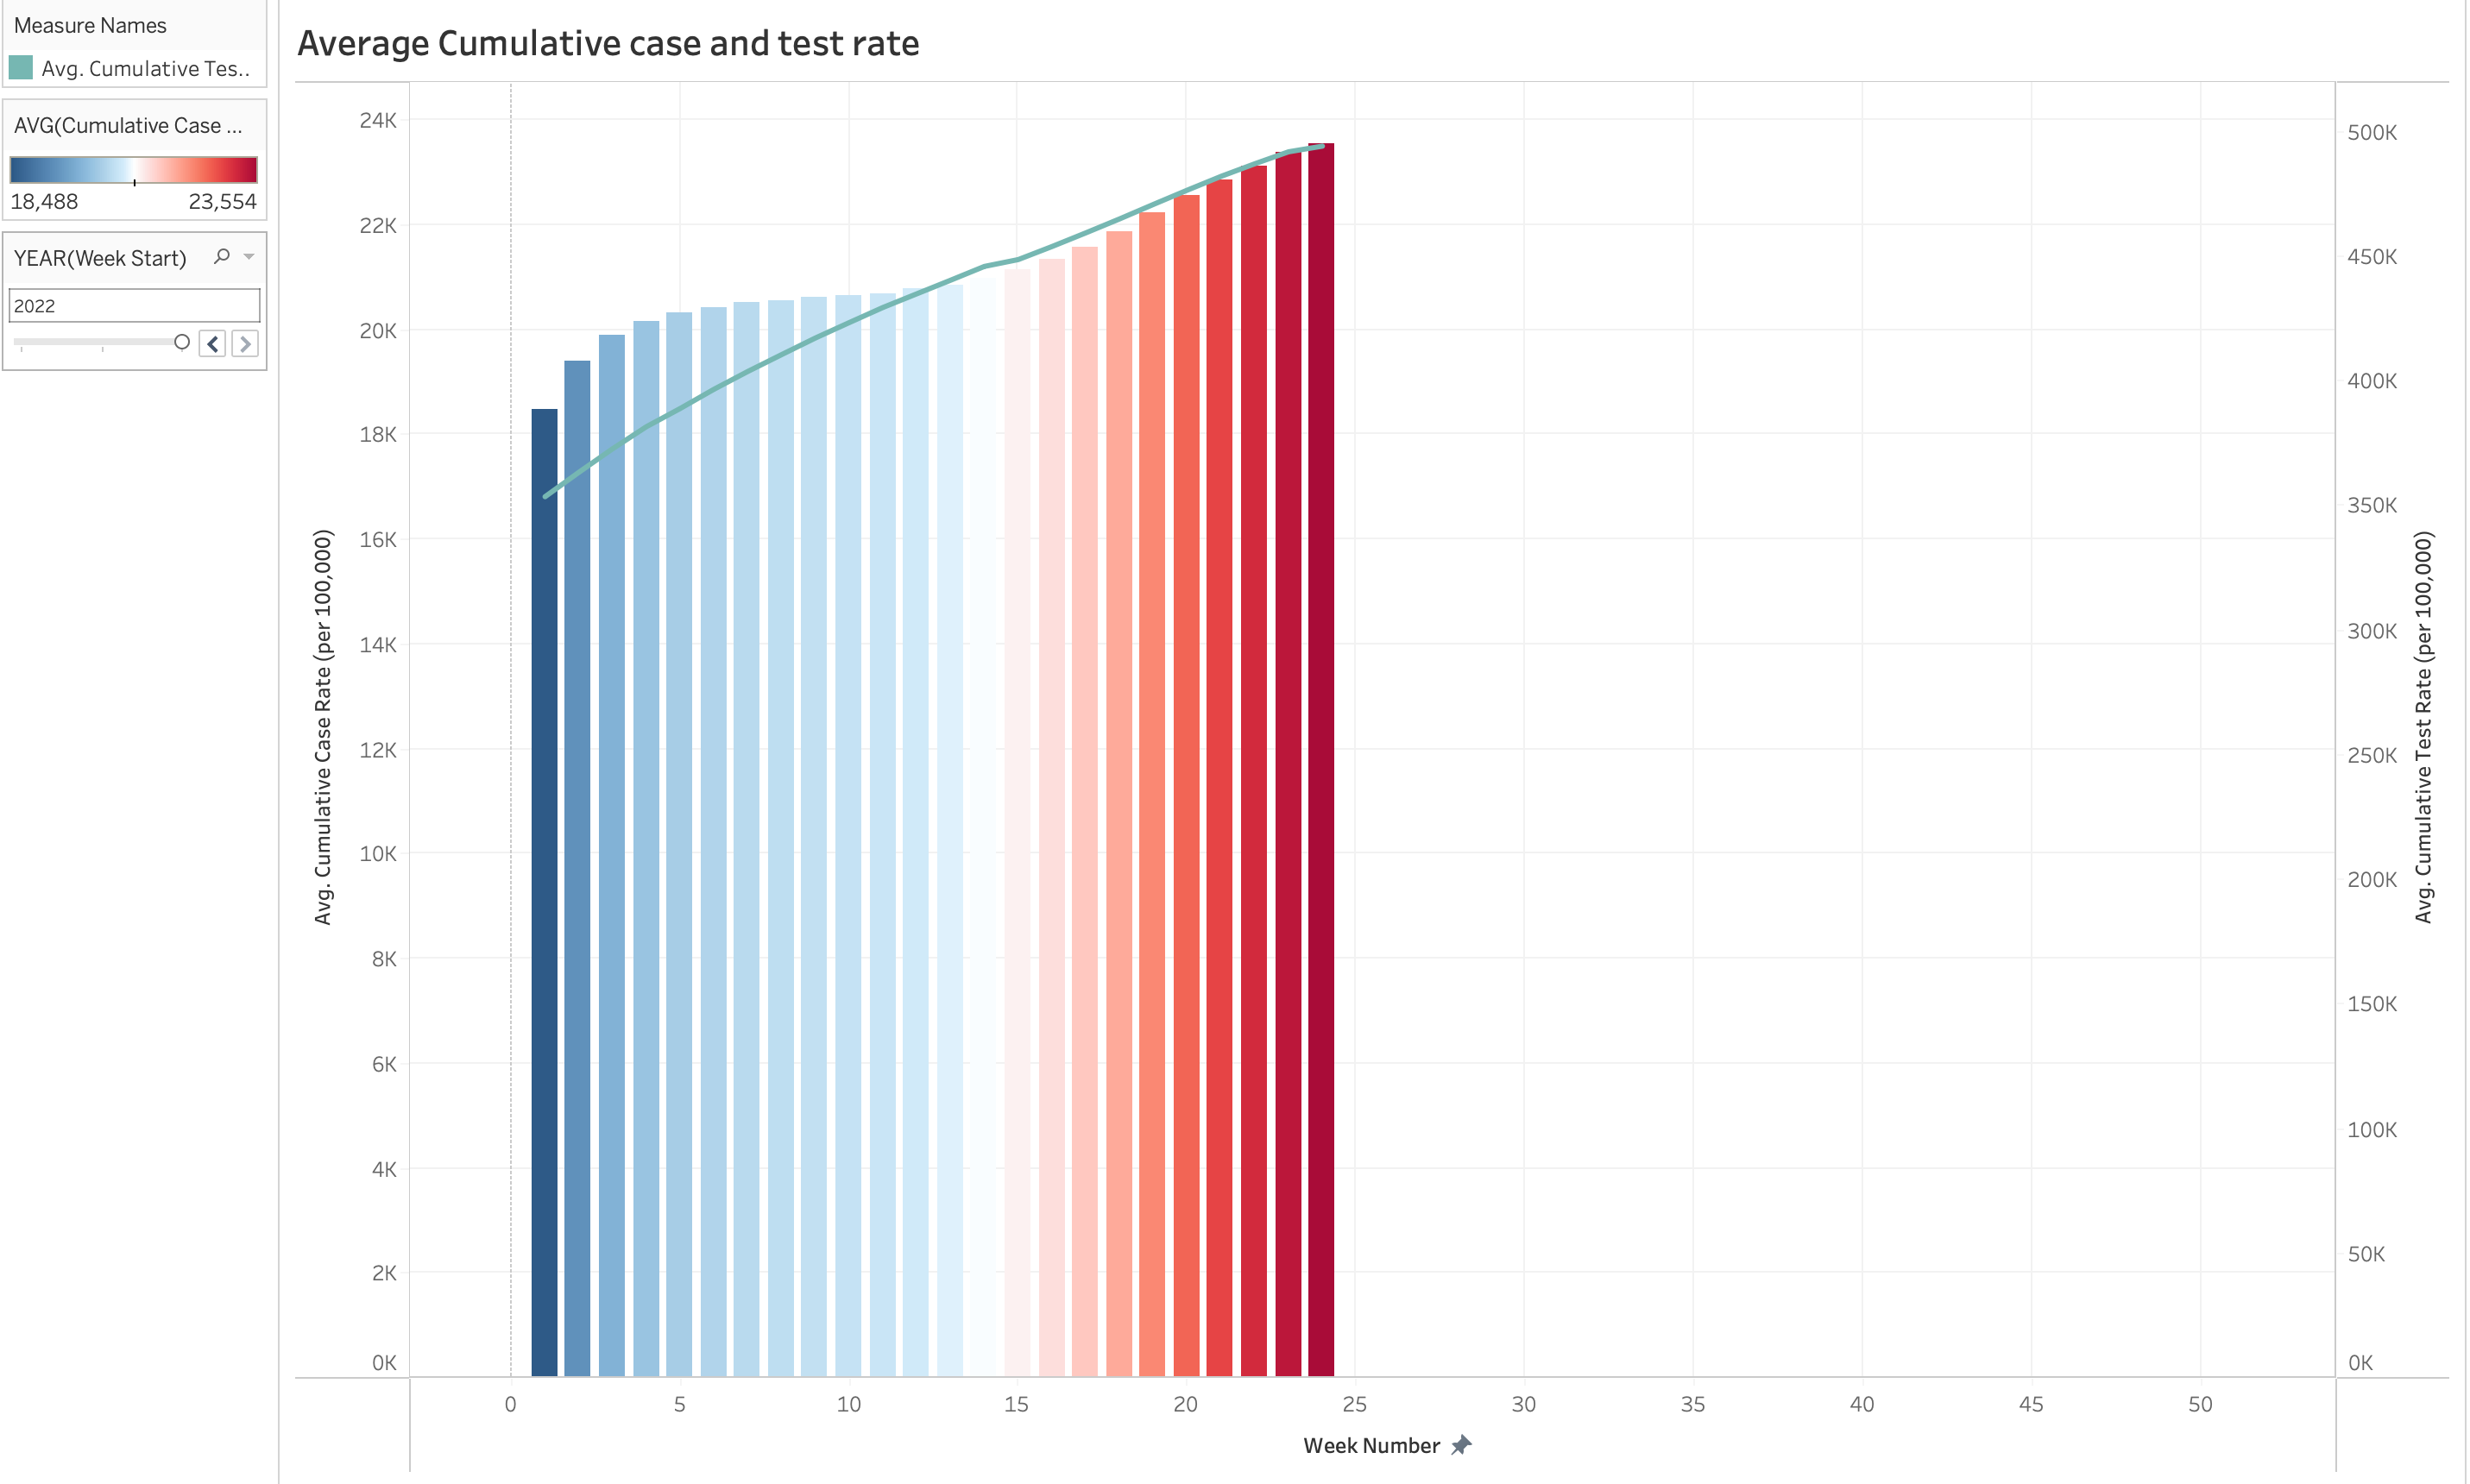 Measure Names
Avg. Cumulative Tes..
AVG(Cumulative Case ...
18,488 23,554
YEAR(Week Start)
2022
Average Cumulative case and test rate
Avg. Cumulative Case Rate (per 100,000)
24K
22K
20K
18K
16K
14K
12K
10K
8K
6K
4K
2K
0K
500K
450K
400K
350K
300K
250K
200K
150K
100K
50K
0K
Avg. Cumulative Test Rate (per 100,000)
0 5 10 15 20 25 30 35 40 45 50
Week Number